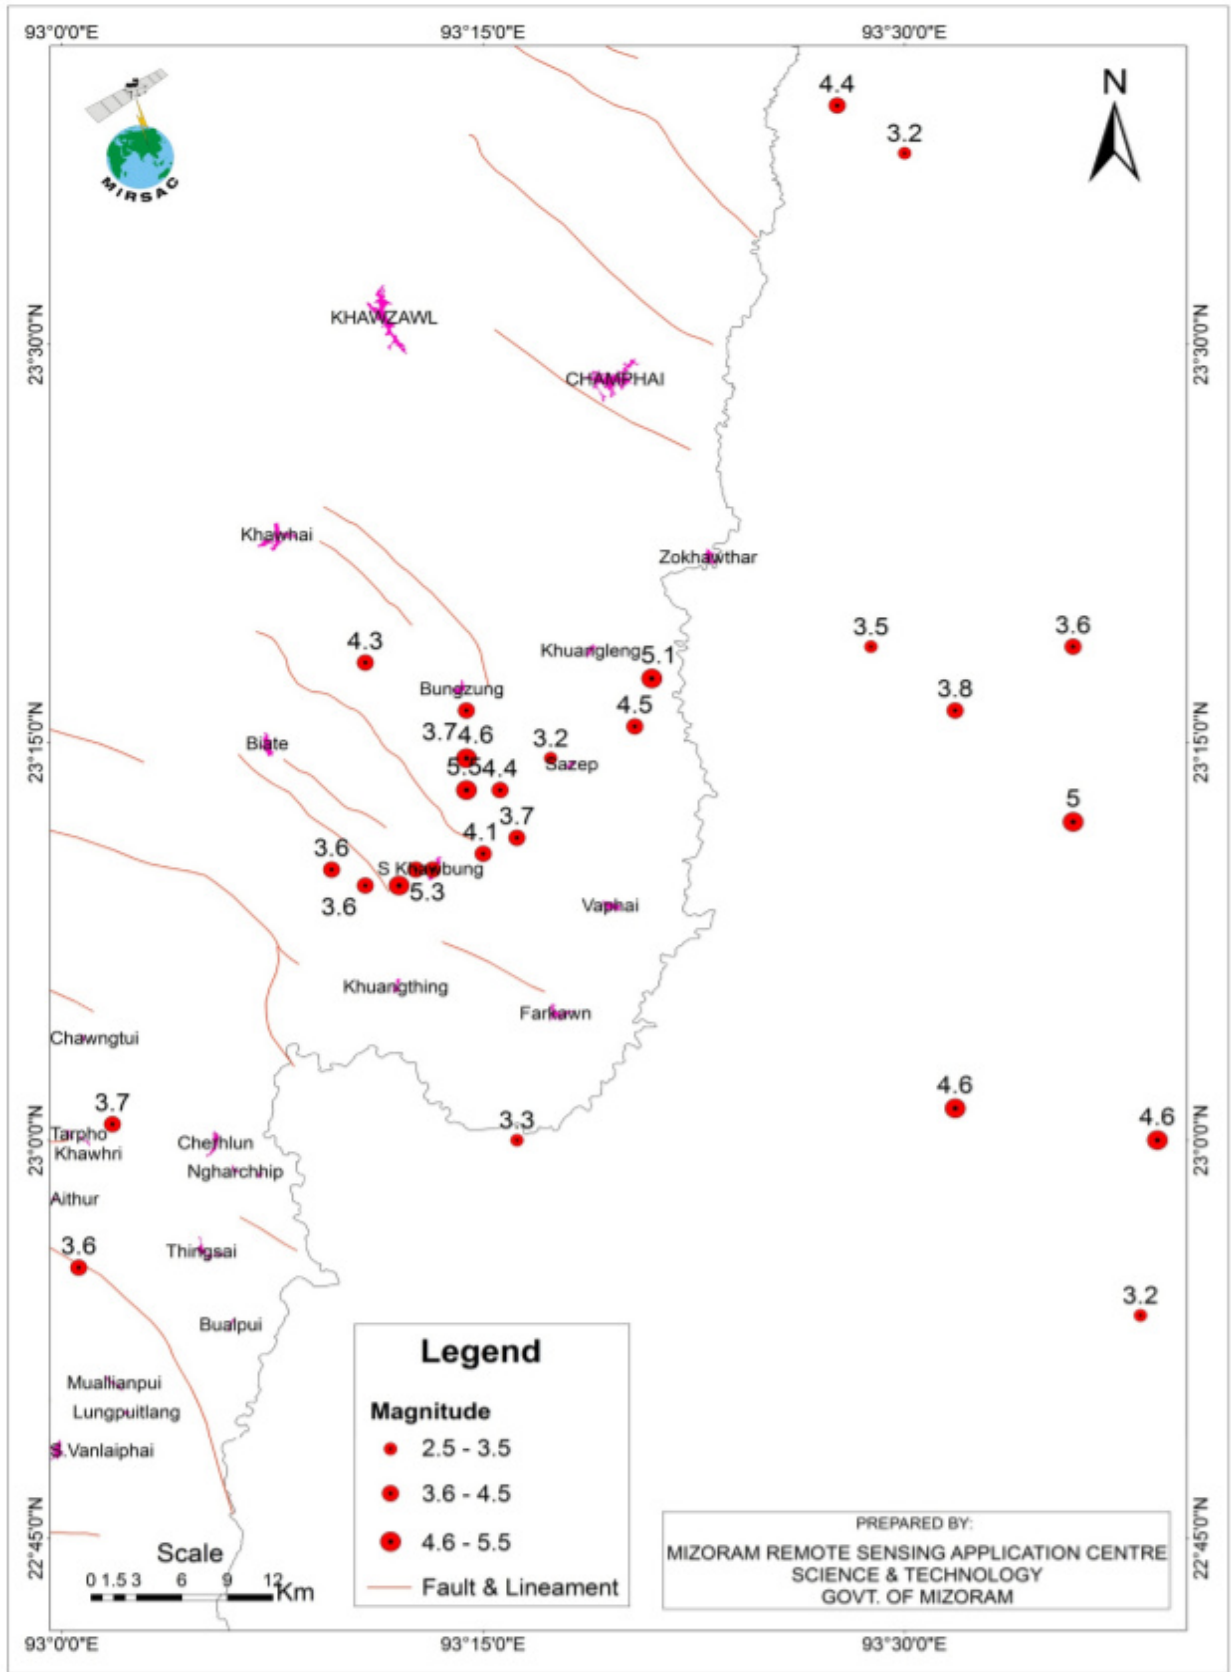 93°0'0"E
93°15'0"E
93°30'0"E
MIRSAC
N
4.4
3.2
KHAWZAWL
23°30'0"N
23°30'0"N
CHAMPHAI
Khawhai
Zokhawthar
4.3
Khuangleng
5.1
3.5
3.6
Bungzung
3.8
4.5
3.7
4.6
3.2
Biate
Sazep
23°15'0"N
23°15'0"N
5.5
4.4
5
3.7
4.1
3.6
S Khawbung
3.6
5.3
Vaphai
Khuangthing
Farkawn
Chawngtui
3.7
3.3
4.6
4.6
Tarpho
Khawhri
23°0'0"N
23°0'0"N
Ngharchhip
Aithur
3.6
Thingsai
3.2
Bualpui
Muallianpui
Lungpuitlang
S.Vanlaiphai
Legend
Magnitude
2.5 - 3.5
3.6 - 4.5
4.6 - 5.5
Fault & Lineament
22°45'0"N
22°45'0"N
Scale
0 1.5 3 6 9 12 Km
PREPARED BY:
MIZORAM REMOTE SENSING APPLICATION CENTRE
SCIENCE & TECHNOLOGY
GOVT. OF MIZORAM
93°0'0"E
93°15'0"E
93°30'0"E